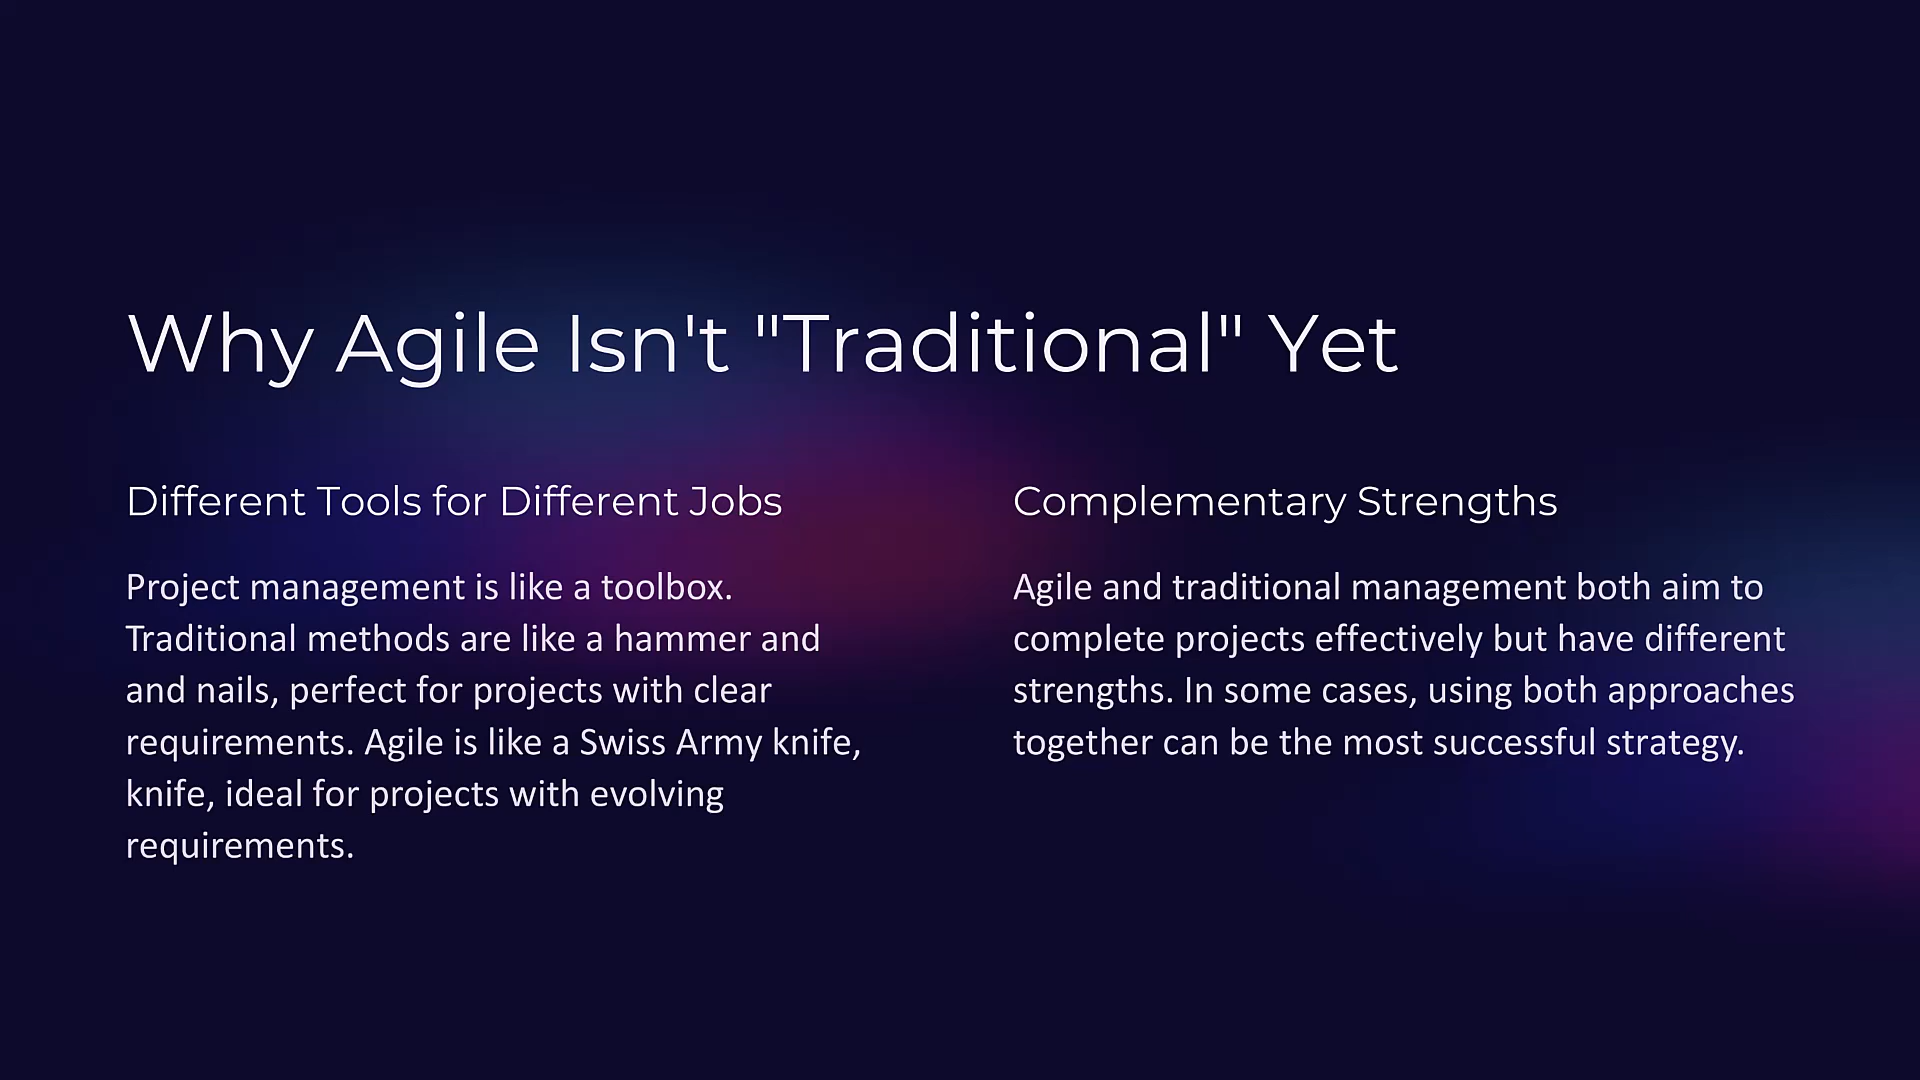 Why Agile Isn't "Traditional" Yet
Different Tools for Different Jobs
Project management is like a toolbox.
Traditional methods are like a hammer and
and nails, perfect for projects with clear
requirements. Agile is like a Swiss Army knife,
knife, ideal for projects with evolving
requirements.
Complementary Strengths
Agile and traditional management both aim to
complete projects effectively but have different
strengths. In some cases, using both approaches
together can be the most successful strategy.